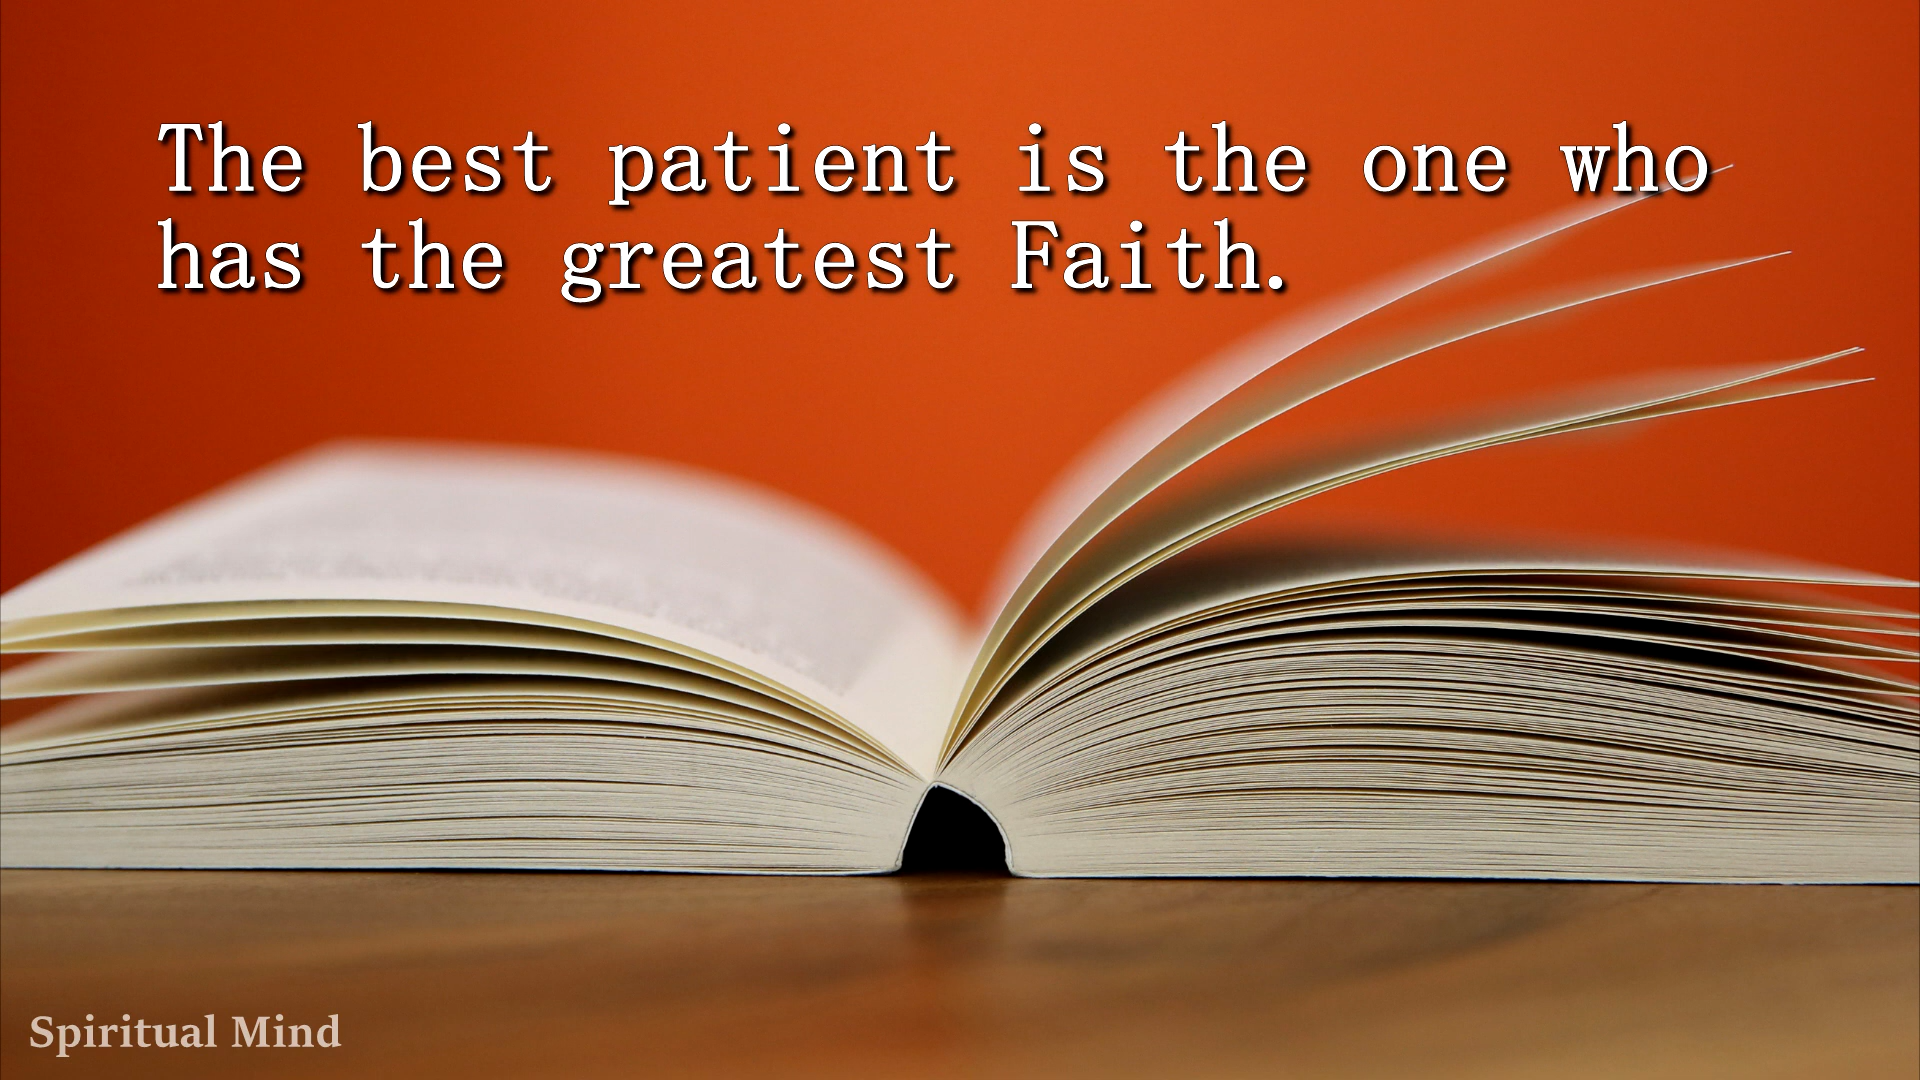 The best patient is the one who
has the greatest Faith.
Spiritual Mind